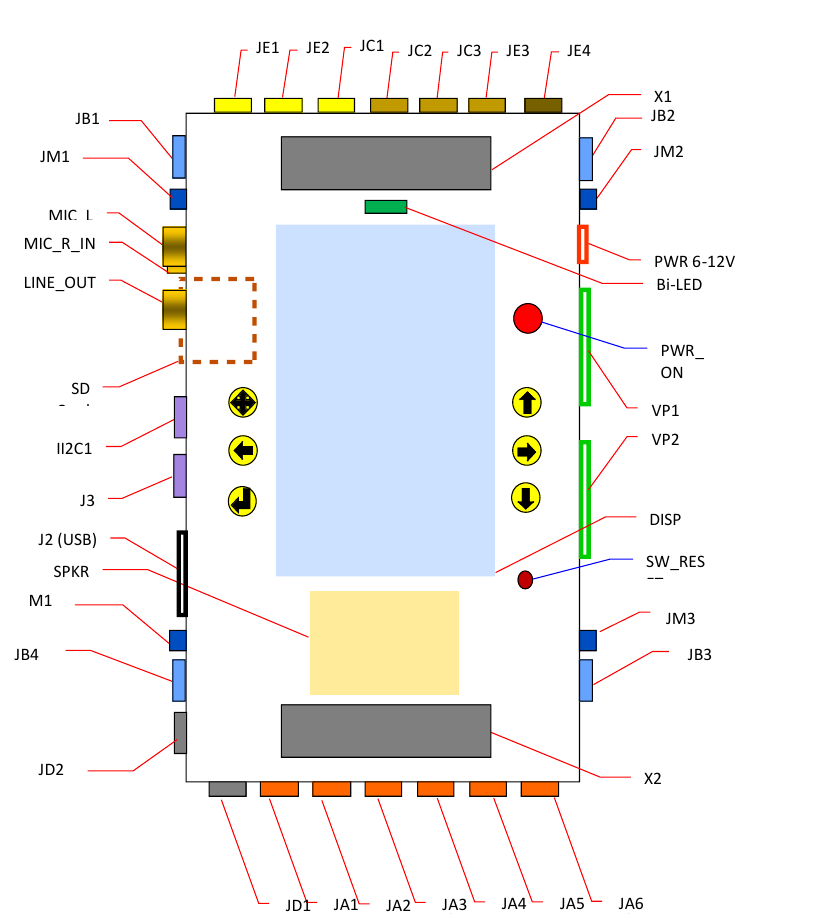 JE1 JE2 JC1 JC2 JC3 JE3 JE4
X1
JB1
JB2
JM1
JM2
MIC_L
MIC_R_IN
PWR 6-12V
LINE_OUT
Bi-LED
PWR_
ON
SD
VP1
VP2
II2C1
J3
DISP
J2 (USB)
SW_RES
SPKR
M1
JM3
JB4
JB3
JD2
X2
JD1 JA1 JA2 JA3 JA4 JA5 JA6